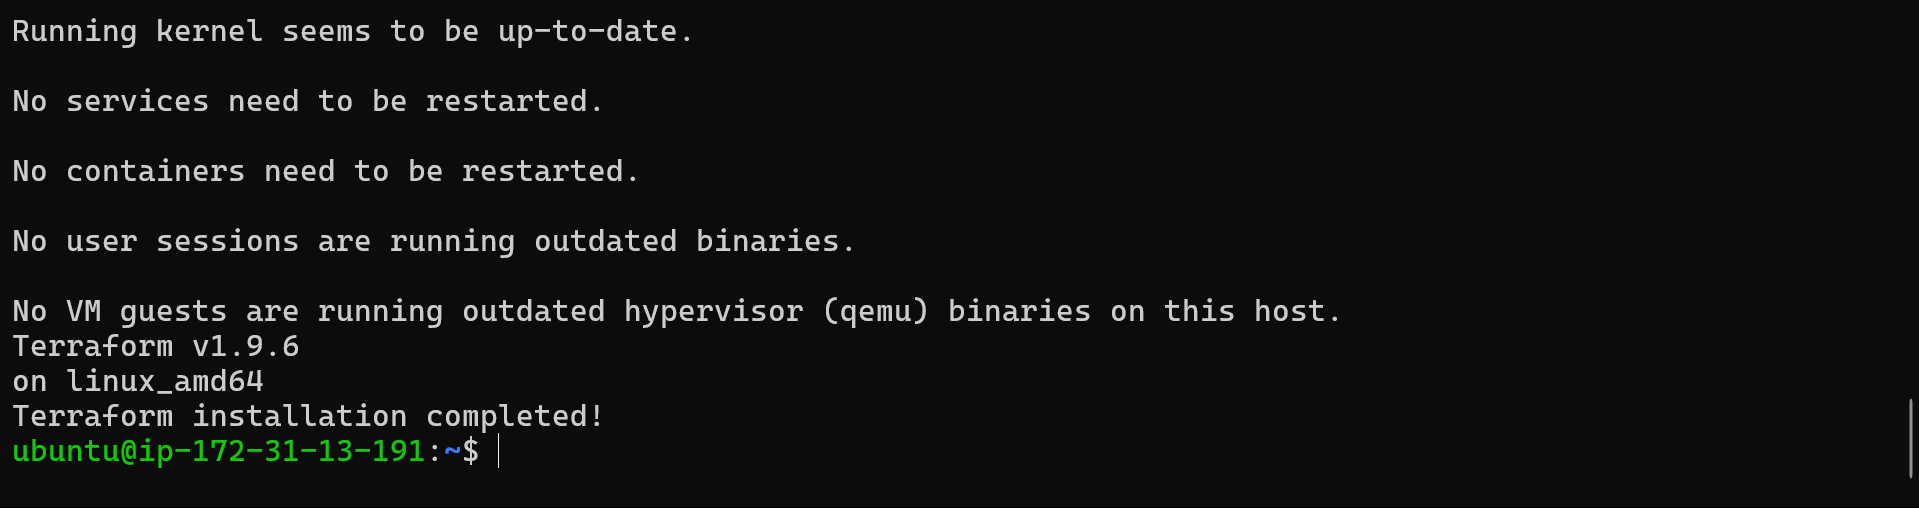 Running kernel seems to be up-to-date.
No services need to be restarted.
No containers need to be restarted.
No user sessions are running outdated binaries.
No VM guests are running outdated hypervisor (qemu) binaries on this host.
Terraform v1.9.6
on linux_amd64
Terraform installation completed!
ubuntu@ip-172-31-13-191:~$